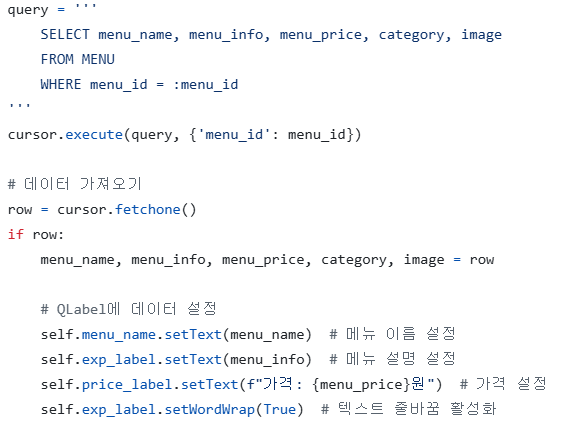 query = '''
    SELECT menu_name, menu_info, menu_price, category, image
    FROM MENU
    WHERE menu_id = :menu_id
'''
cursor.execute(query, {'menu_id': menu_id})

# 데이터 가져오기
row = cursor.fetchone()
if row:
    menu_name, menu_info, menu_price, category, image = row

    # QLabel에 데이터 설정
    self.menu_name.setText(menu_name)  # 메뉴 이름 설정
    self.exp_label.setText(menu_info)  # 메뉴 설명 설정
    self.price_label.setText(f"가격: {menu_price}원")  # 가격 설정
    self.exp_label.setWordWrap(True)  # 텍스트 줄바꿈 활성화